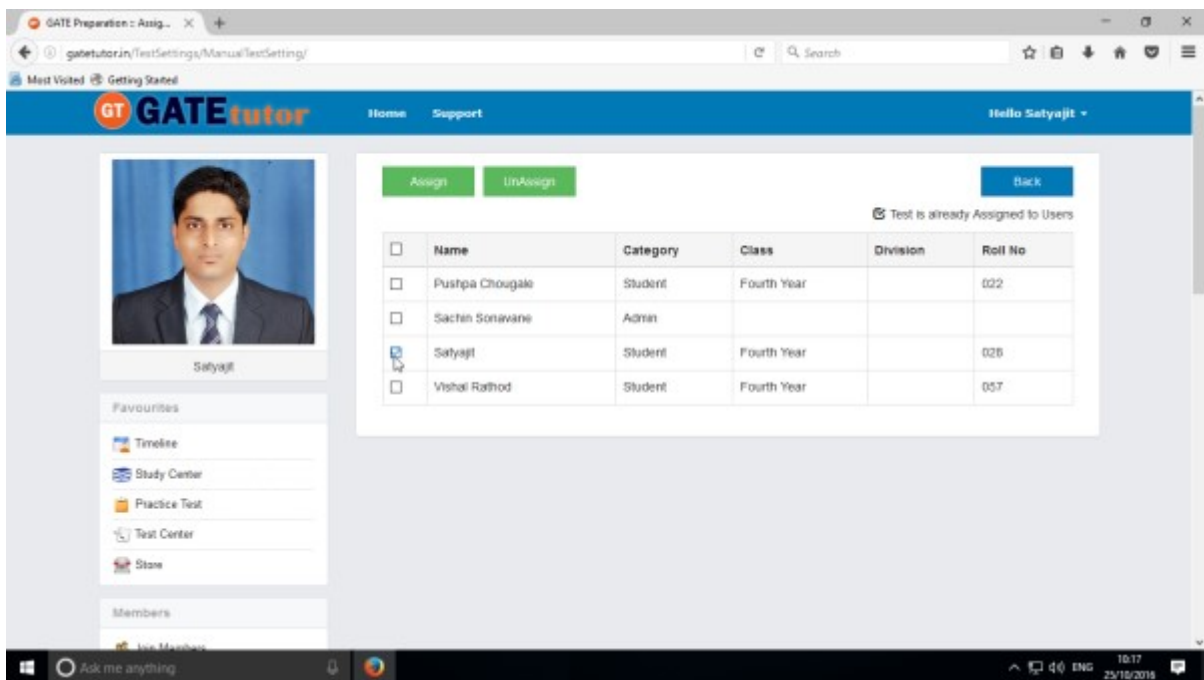 GATE Preparation :: Assig...
gatetutor.in/TestSettings/ManualTestSetting/
Search
Most Visited Getting Started
GT GATEtutor Home Support Hello Satyajit
Assign UnAssign Back
Test is already Assigned to Users
Name Category Class Division Roll No
Pushpa Chougale Student Fourth Year 022
Sachin Sonavane Admin
Satyajit Student Fourth Year 028
Vishal Rathod Student Fourth Year 057
Satyajit
Favourites
Timeline
Study Center
Practice Test
Test Center
Store
Members
Join Members
Ask me anything
ENG
10:17
25/10/2016